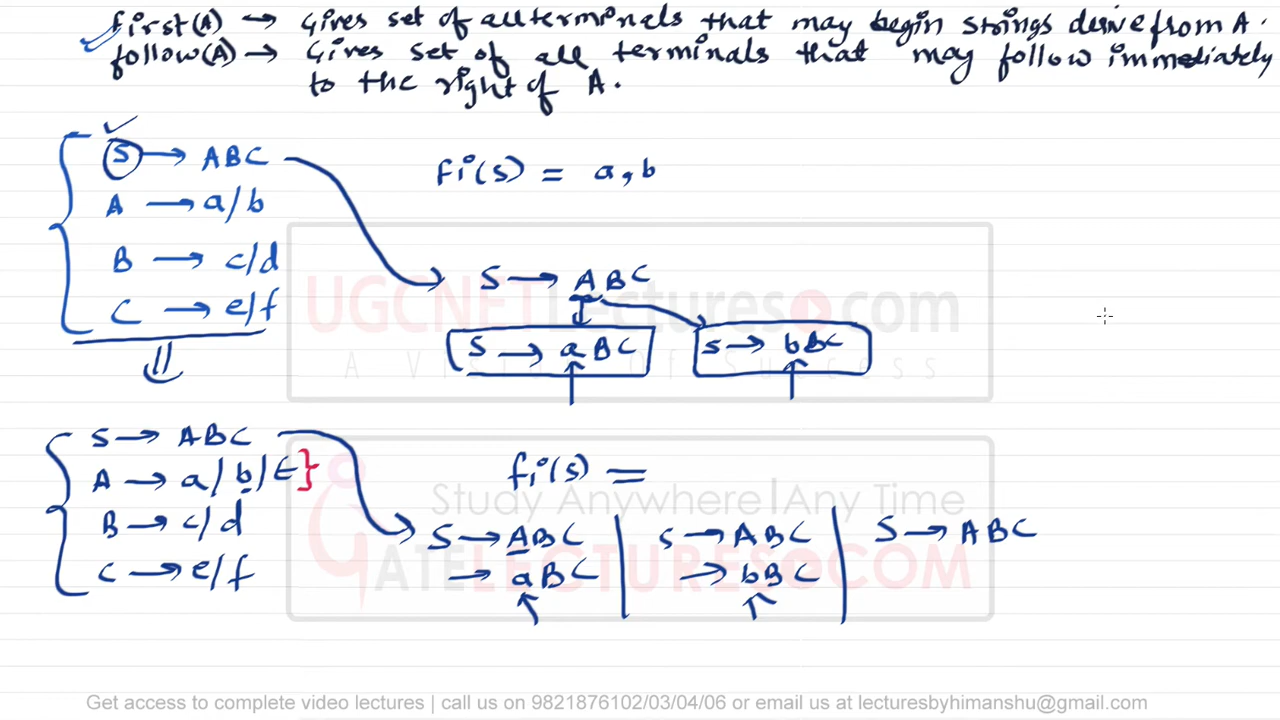 first(A) → Gives set of all terminals that may begin strings derive from A.
follow(A) → Gives set of all terminals that may follow immediately
to the right of A.
S → ABC
fi(s) = a, b
A → a/b
B → c/d
S → ABC
C → e/f
S → aBC
S → bBC
UGCNETLectures.com
A Vision Of Success
S → ABC
A → a/b/ε}
fi(s) =
B → c/d
Study Anywhere|Any Time
S → ABC
S → ABC
S → ABC
C → e/f
→ aBC
→ bBC
GATELECTURES.COM
Get access to complete video lectures | call us on 9821876102/03/04/06 or email us at lecturesbyhimanshu@gmail.com